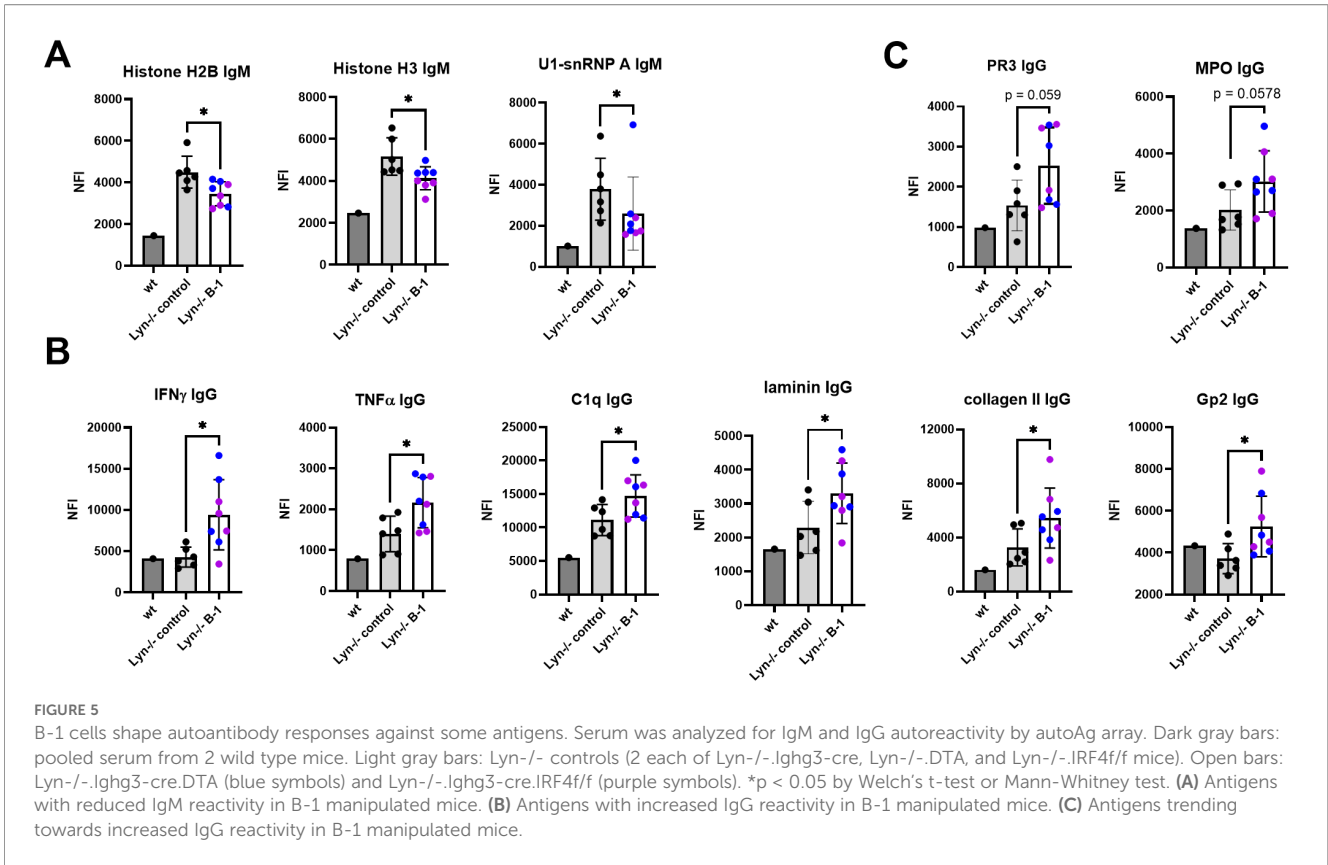 A
Histone H2B IgM
Histone H3 IgM
U1-snRNP A IgM
8000
6000
4000
2000
0
NFI
*
wt
Lyn-/- control
Lyn-/- B-1
8000
6000
4000
2000
0
NFI
*
wt
Lyn-/- control
Lyn-/- B-1
8000
6000
4000
2000
0
NFI
*
wt
Lyn-/- control
Lyn-/- B-1
C
PR3 IgG
MPO IgG
p = 0.059
4000
3000
2000
1000
0
NFI
wt
Lyn-/- control
Lyn-/- B-1
p = 0.0578
6000
4000
2000
0
NFI
wt
Lyn-/- control
Lyn-/- B-1
B
IFNγ IgG
20000
15000
10000
5000
0
NFI
*
wt
Lyn-/- control
Lyn-/- B-1
TNFα IgG
4000
3000
2000
1000
0
NFI
*
wt
Lyn-/- control
Lyn-/- B-1
C1q IgG
25000
20000
15000
10000
5000
0
NFI
*
wt
Lyn-/- control
Lyn-/- B-1
laminin IgG
5000
4000
3000
2000
1000
0
NFI
*
wt
Lyn-/- control
Lyn-/- B-1
collagen II IgG
12000
8000
4000
0
NFI
*
wt
Lyn-/- control
Lyn-/- B-1
Gp2 IgG
10000
8000
6000
4000
2000
NFI
*
wt
Lyn-/- control
Lyn-/- B-1
FIGURE 5
B-1 cells shape autoantibody responses against some antigens. Serum was analyzed for IgM and IgG autoreactivity by autoAg array. Dark gray bars:
pooled serum from 2 wild type mice. Light gray bars: Lyn-/- controls (2 each of Lyn-/-.Ighg3-cre, Lyn-/-.DTA, and Lyn-/-.IRF4f/f mice). Open bars:
Lyn-/-.Ighg3-cre.DTA (blue symbols) and Lyn-/-.Ighg3-cre.IRF4f/f (purple symbols). *p < 0.05 by Welch's t-test or Mann-Whitney test. (A) Antigens
with reduced IgM reactivity in B-1 manipulated mice. (B) Antigens with increased IgG reactivity in B-1 manipulated mice. (C) Antigens trending
towards increased IgG reactivity in B-1 manipulated mice.